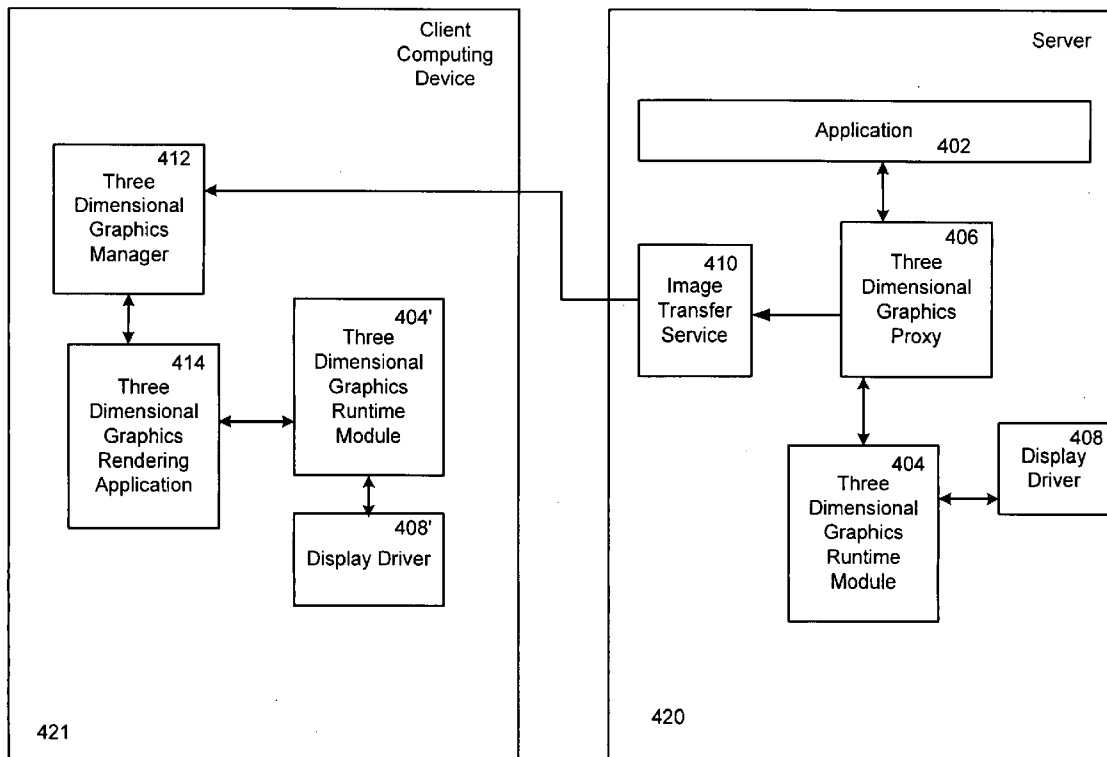 Client
Computing
Device
412
Three
Dimensional
Graphics
Manager
414
Three
Dimensional
Graphics
Rendering
Application
404'
Three
Dimensional
Graphics
Runtime
Module
408'
Display Driver
421
Server
Application
402
410
Image
Transfer
Service
406
Three
Dimensional
Graphics
Proxy
404
Three
Dimensional
Graphics
Runtime
Module
408
Display
Driver
420